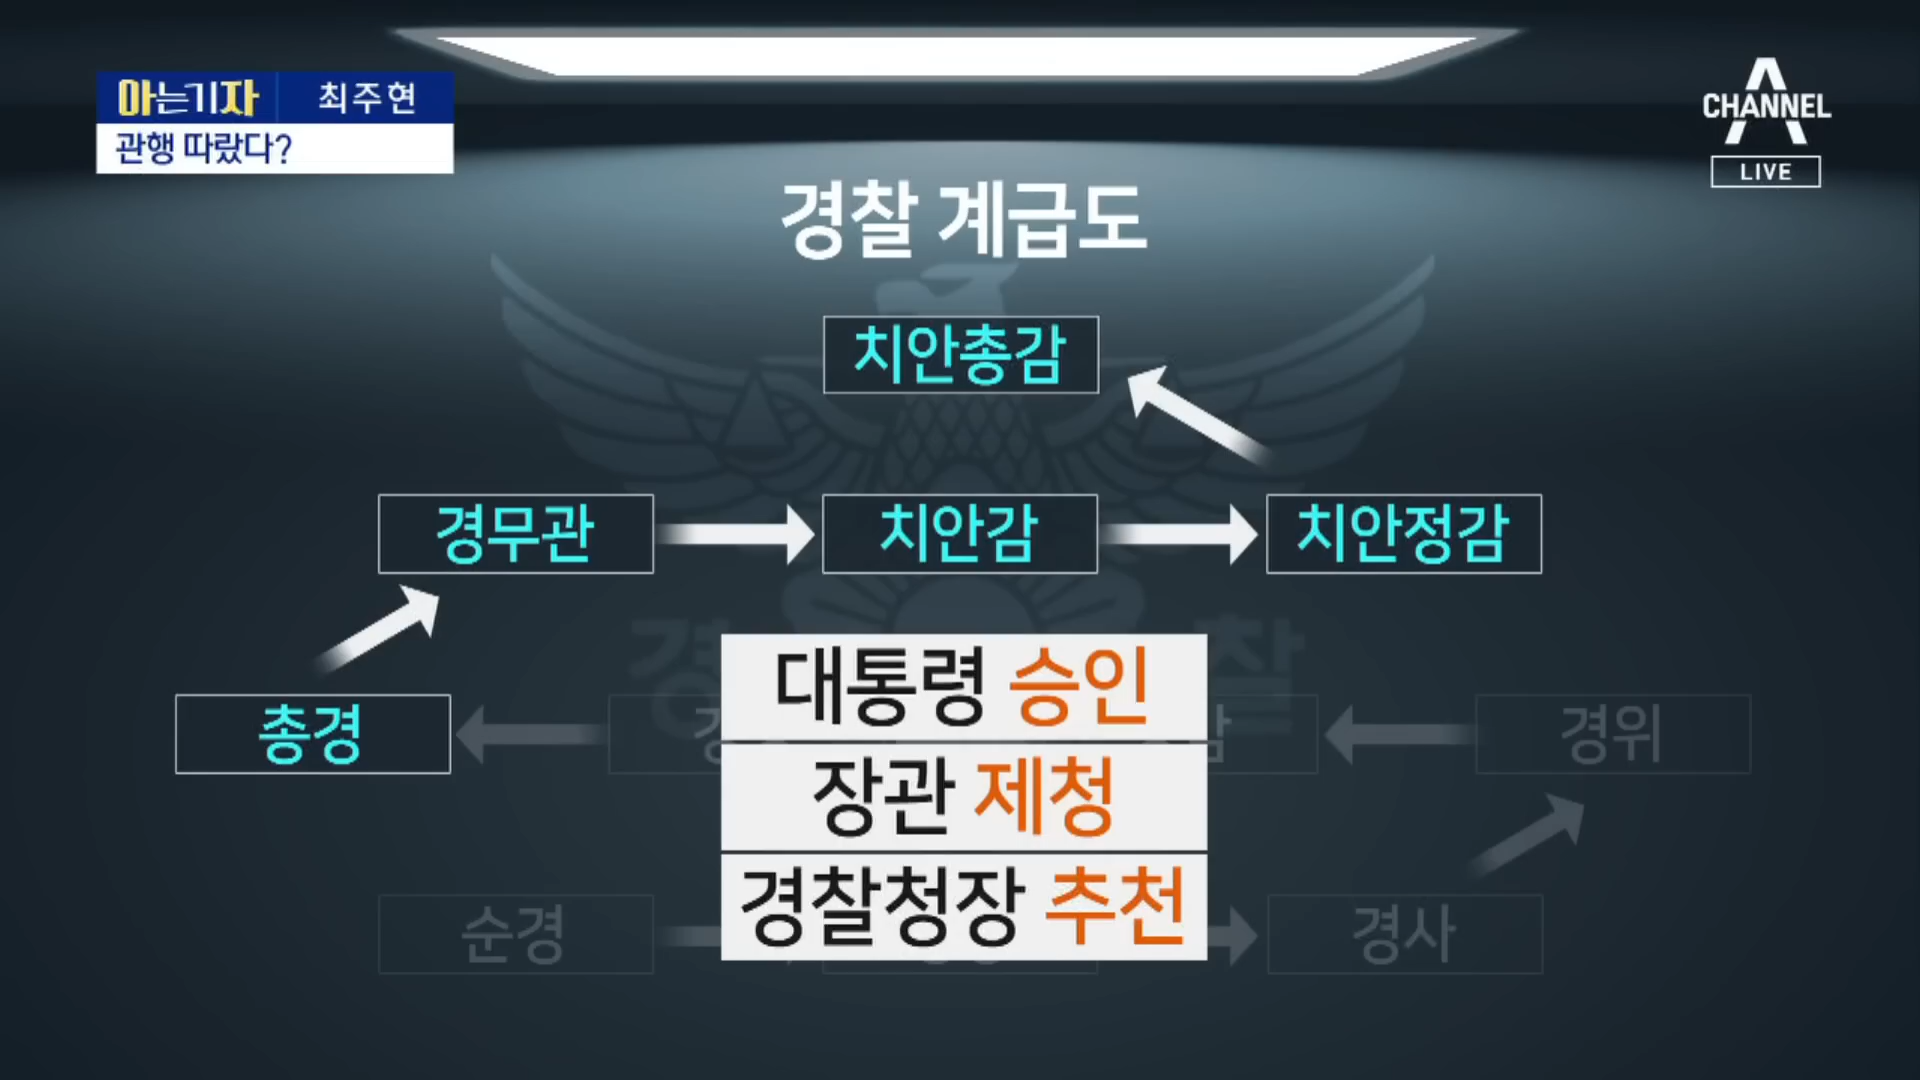 아는기자 최주현
관행 따랐다?
CHANNEL A
LIVE
경찰 계급도
치안총감
경무관 치안감 치안정감
총경 경위
대통령 승인
장관 제청
경찰청장 추천
순경 경사